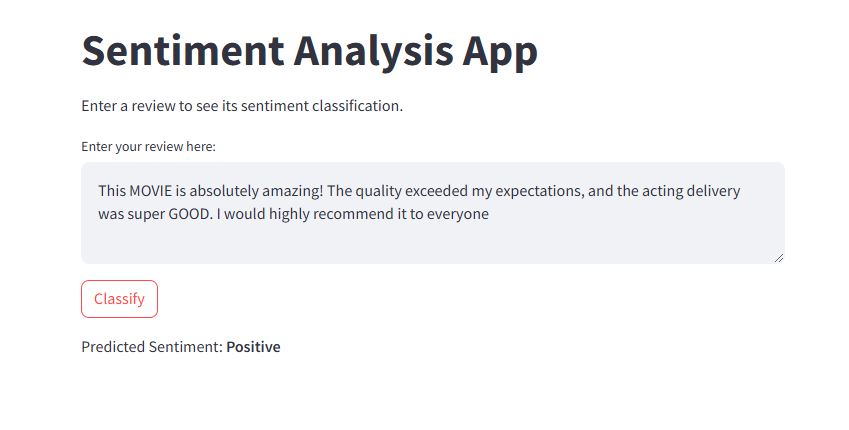 Sentiment Analysis App
Enter a review to see its sentiment classification.
Enter your review here:
This MOVIE is absolutely amazing! The quality exceeded my expectations, and the acting delivery
was super GOOD. I would highly recommend it to everyone
Classify
Predicted Sentiment: Positive